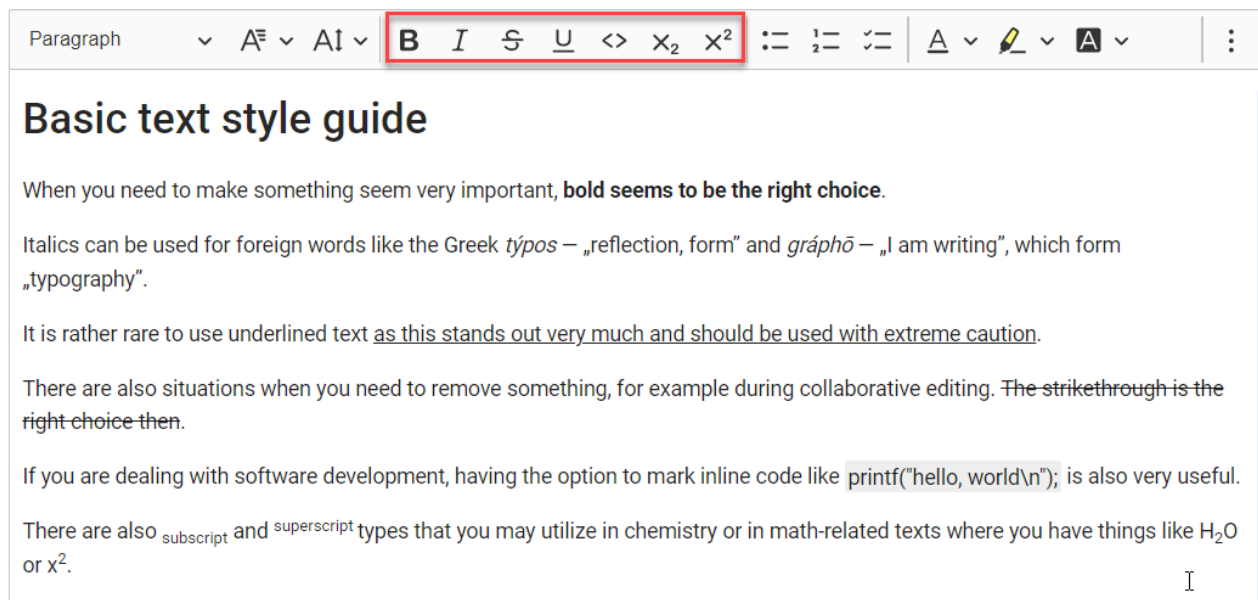 Paragraph A A B I S U <> X₂ X² 1 2 A A
Basic text style guide
When you need to make something seem very important, bold seems to be the right choice.
Italics can be used for foreign words like the Greek týpos — „reflection, form” and gráphō — „I am writing”, which form
„typography”.
It is rather rare to use underlined text as this stands out very much and should be used with extreme caution.
There are also situations when you need to remove something, for example during collaborative editing. The strikethrough is the
right choice then.
If you are dealing with software development, having the option to mark inline code like printf("hello, world\n"); is also very useful.
There are also subscript and superscript types that you may utilize in chemistry or in math-related texts where you have things like H₂O
or x².